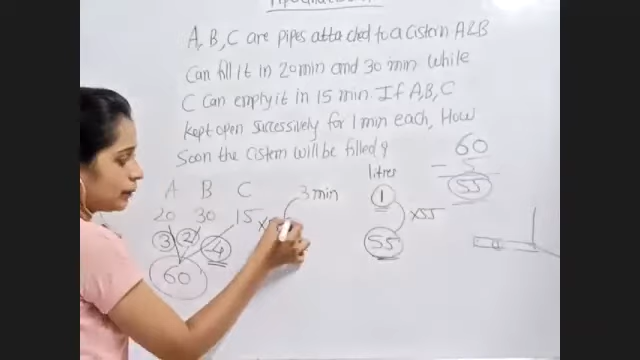 A, B, C are pipes attached to a cistern A & B
Can fill it in 20 min and 30 min while
C can empty it in 15 min. If A, B, C
kept open successively for 1 min each, How
Soon the cistern will be filled ?
60
- 5
55
A B C
20 30 15
3 2 -4
60
3 min
litres
1
x55
55